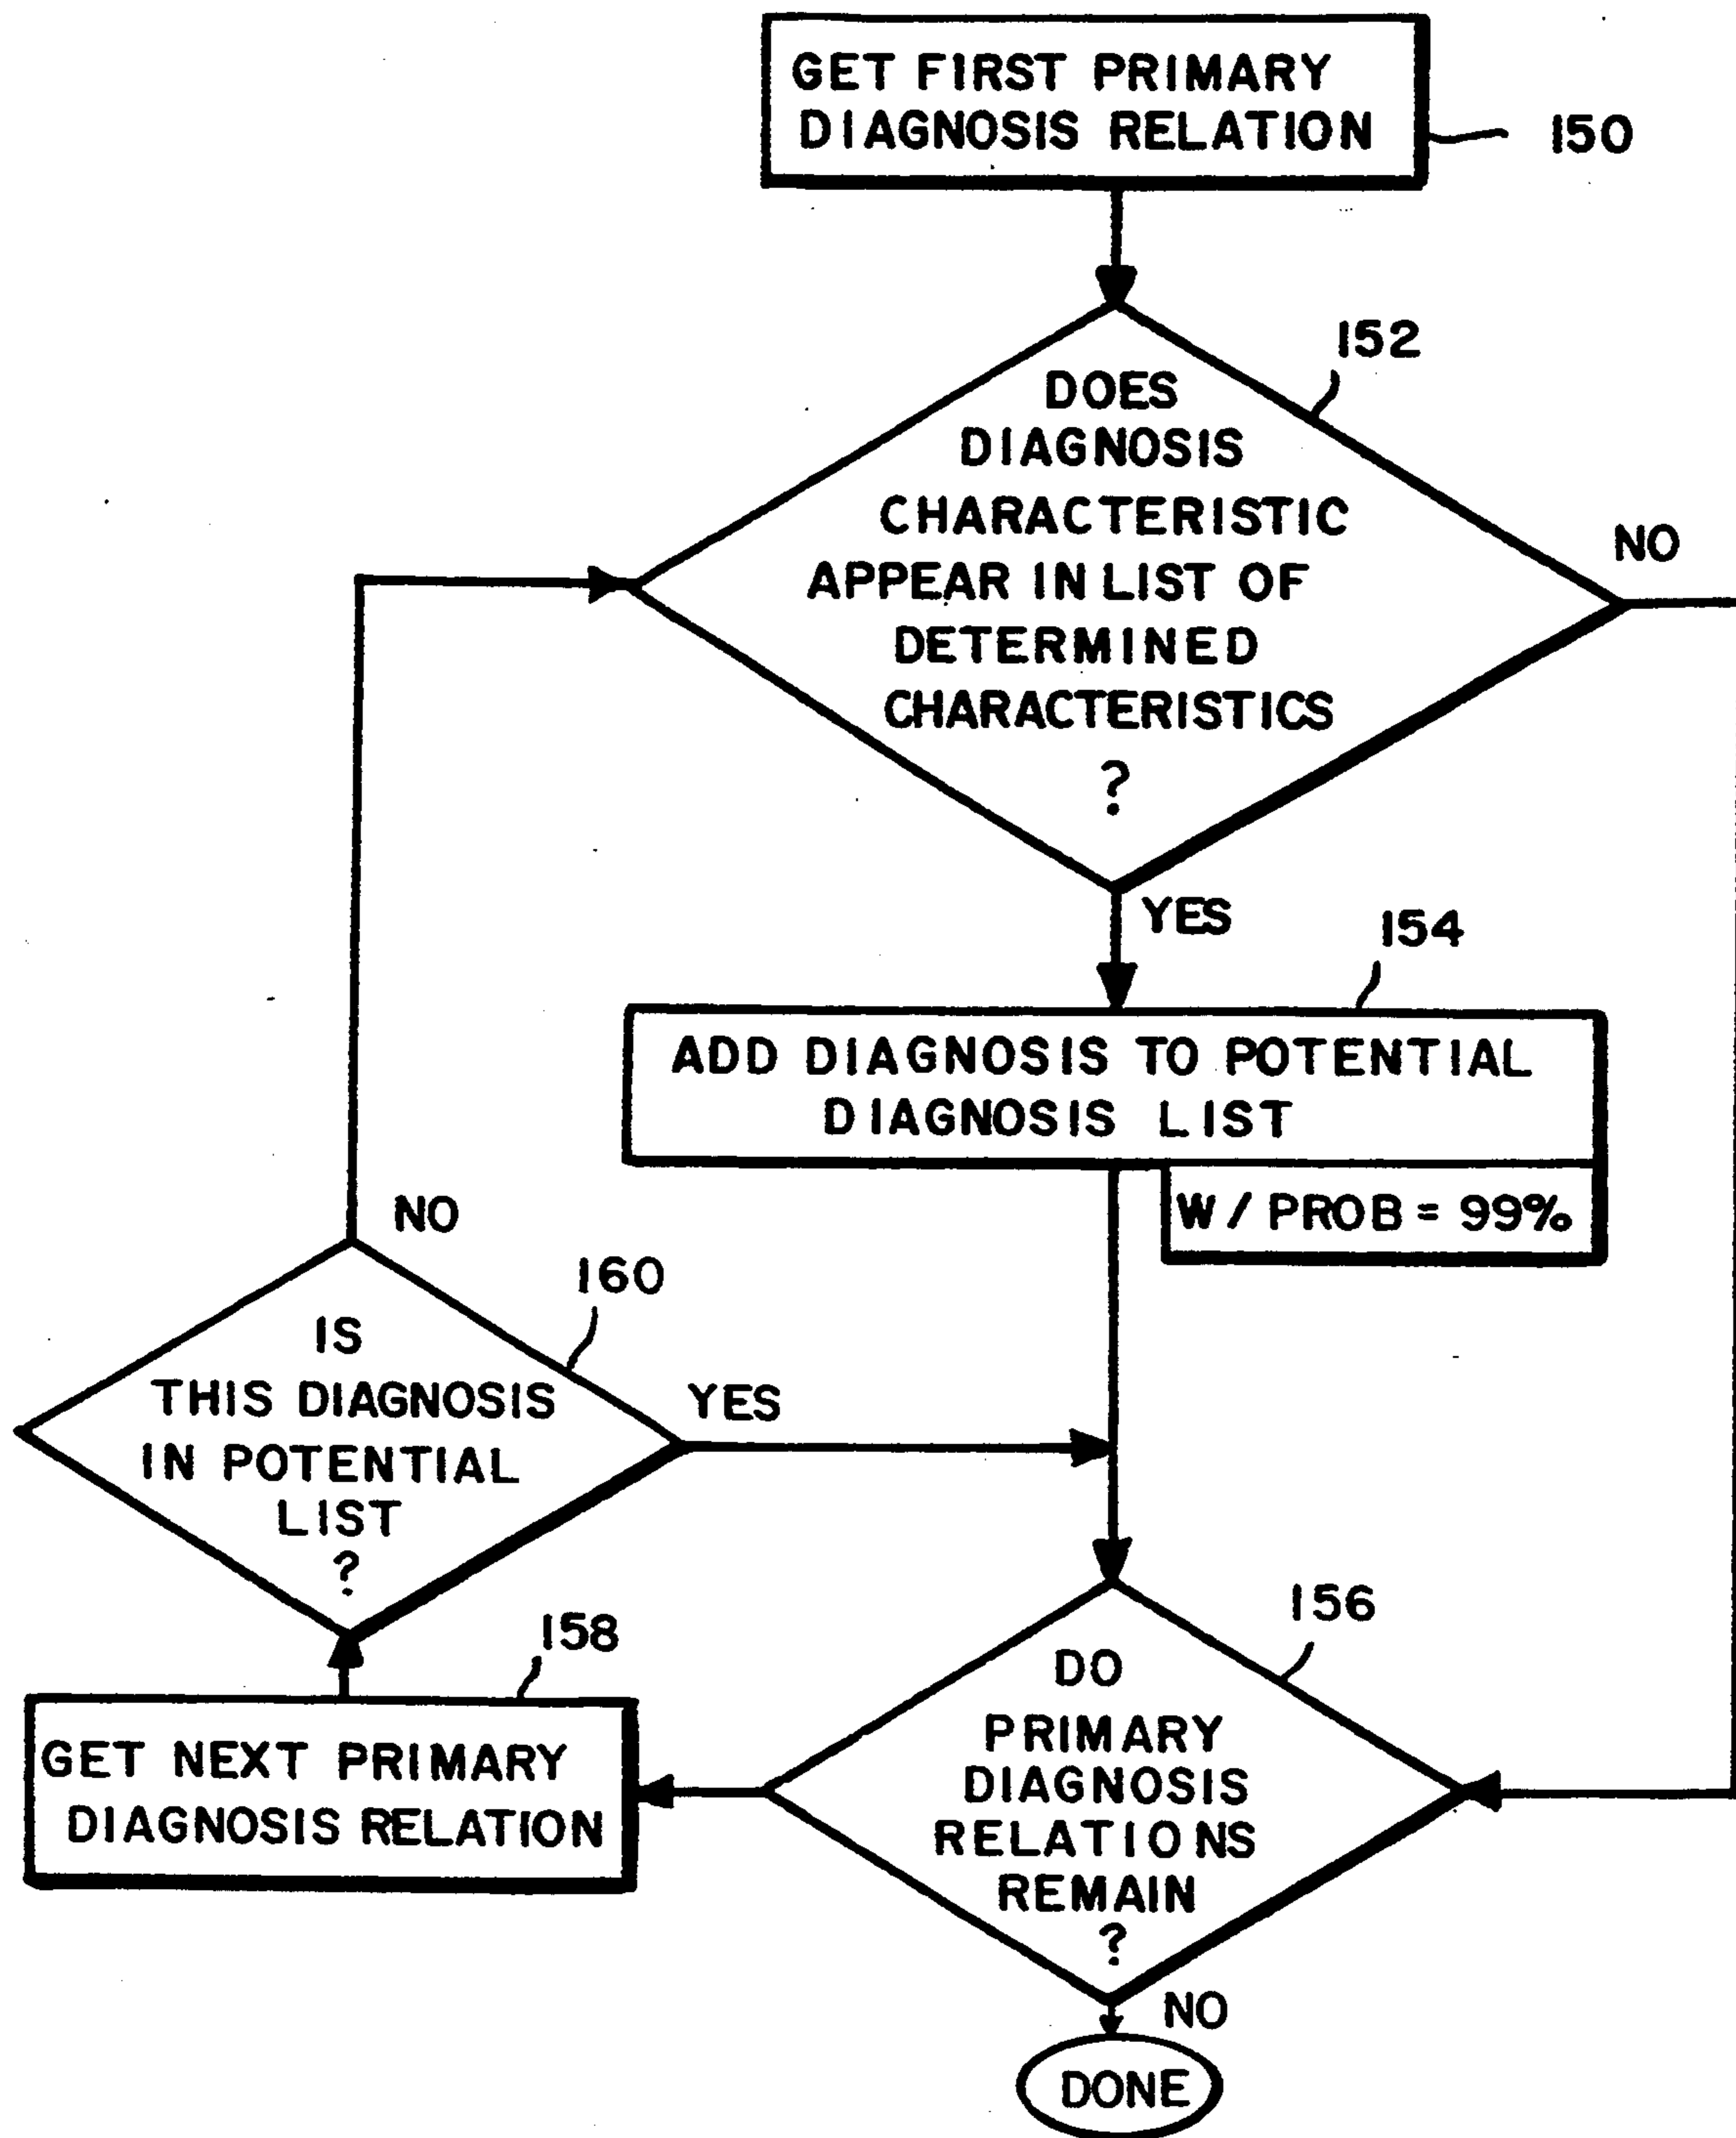 GET FIRST PRIMARY
DIAGNOSIS RELATION
150
152
DOES
DIAGNOSIS
CHARACTERISTIC
APPEAR IN LIST OF
DETERMINED
CHARACTERISTICS
?
NO
YES
154
ADD DIAGNOSIS TO POTENTIAL
DIAGNOSIS LIST
W/ PROB = 99%
NO
160
IS
THIS DIAGNOSIS
IN POTENTIAL
LIST
?
YES
158
GET NEXT PRIMARY
DIAGNOSIS RELATION
156
DO
PRIMARY
DIAGNOSIS
RELATIONS
REMAIN
?
NO
DONE